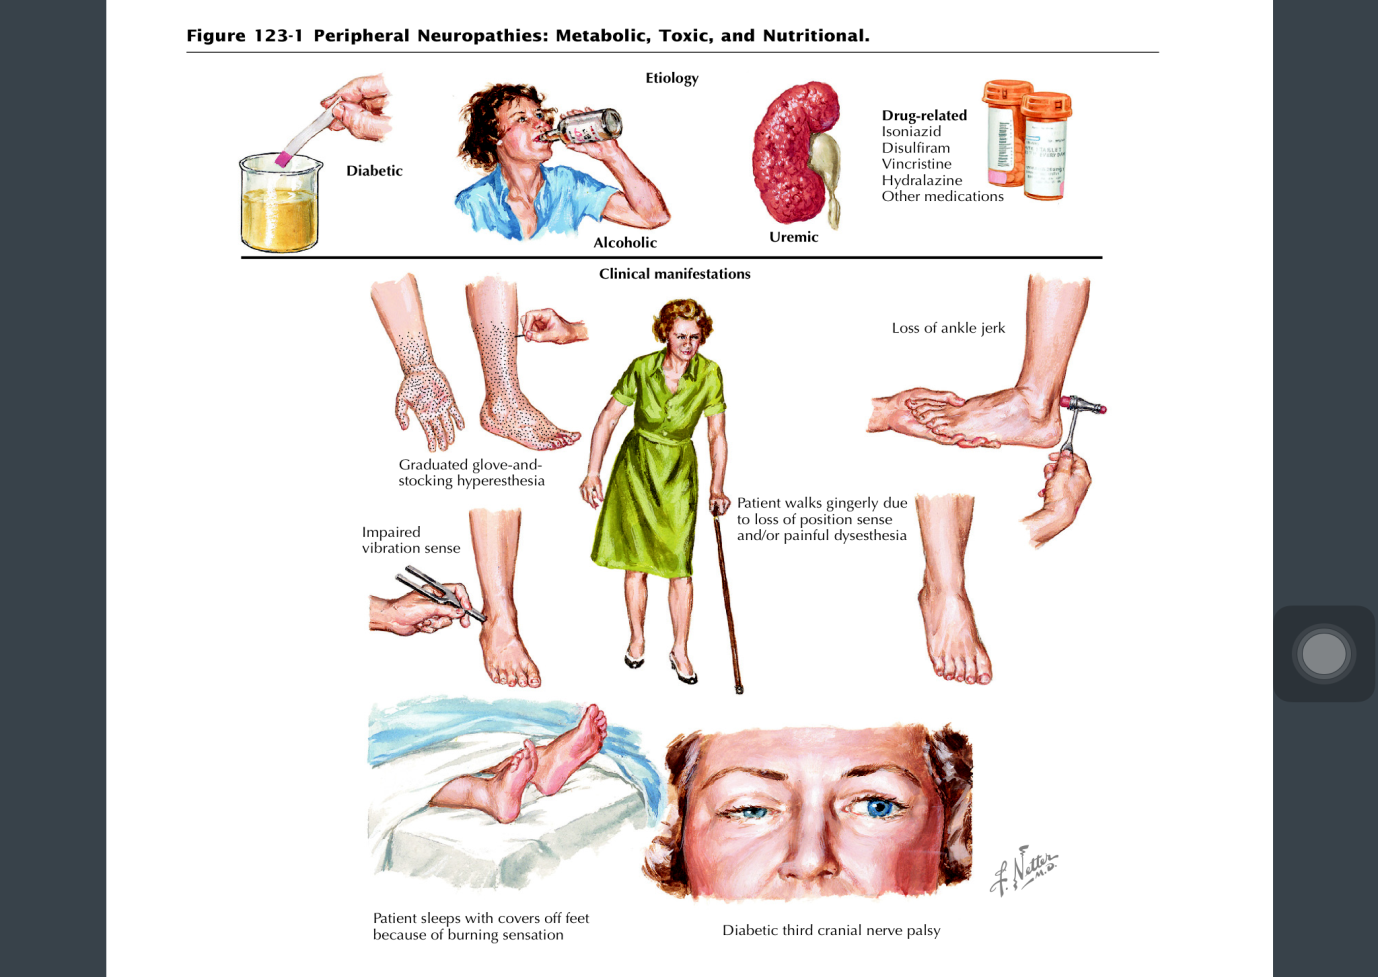 Figure 123-1 Peripheral Neuropathies: Metabolic, Toxic, and Nutritional.
Etiology
Diabetic
Alcoholic
Uremic
Drug-related
Isoniazid
Disulfiram
Vincristine
Hydralazine
Other medications
Clinical manifestations
Graduated glove-and-
stocking hyperesthesia
Loss of ankle jerk
Impaired
vibration sense
Patient walks gingerly due
to loss of position sense
and/or painful dysesthesia
Patient sleeps with covers off feet
because of burning sensation
Diabetic third cranial nerve palsy
F. Netter
M.D.